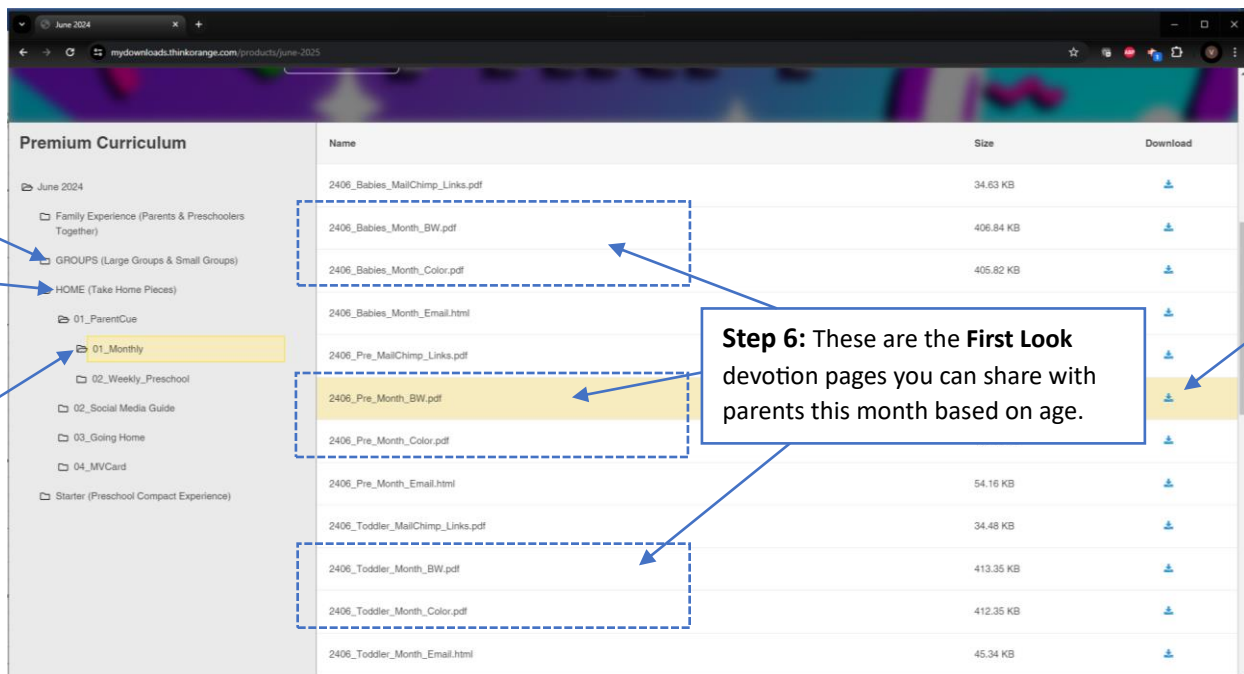 June 2024
mydownloads.thinkorange.com/products/june-2025
Premium Curriculum
June 2024
Family Experience (Parents & Preschoolers
Together)
GROUPS (Large Groups & Small Groups)
HOME (Take Home Pieces)
01_ParentCue
01_Monthly
02_Weekly_Preschool
02_Social Media Guide
03_Going Home
04_MVCard
Starter (Preschool Compact Experience)
Name Size Download
2406_Babies_MailChimp_Links.pdf 34.63 KB
2406_Babies_Month_BW.pdf 406.84 KB
2406_Babies_Month_Color.pdf 405.82 KB
2406_Babies_Month_Email.html
2406_Pre_MailChimp_Links.pdf
2406_Pre_Month_BW.pdf
2406_Pre_Month_Color.pdf
2406_Pre_Month_Email.html 54.16 KB
2406_Toddler_MailChimp_Links.pdf 34.48 KB
2406_Toddler_Month_BW.pdf 413.35 KB
2406_Toddler_Month_Color.pdf 412.35 KB
2406_Toddler_Month_Email.html 45.34 KB
Step 6: These are the First Look
devotion pages you can share with
parents this month based on age.